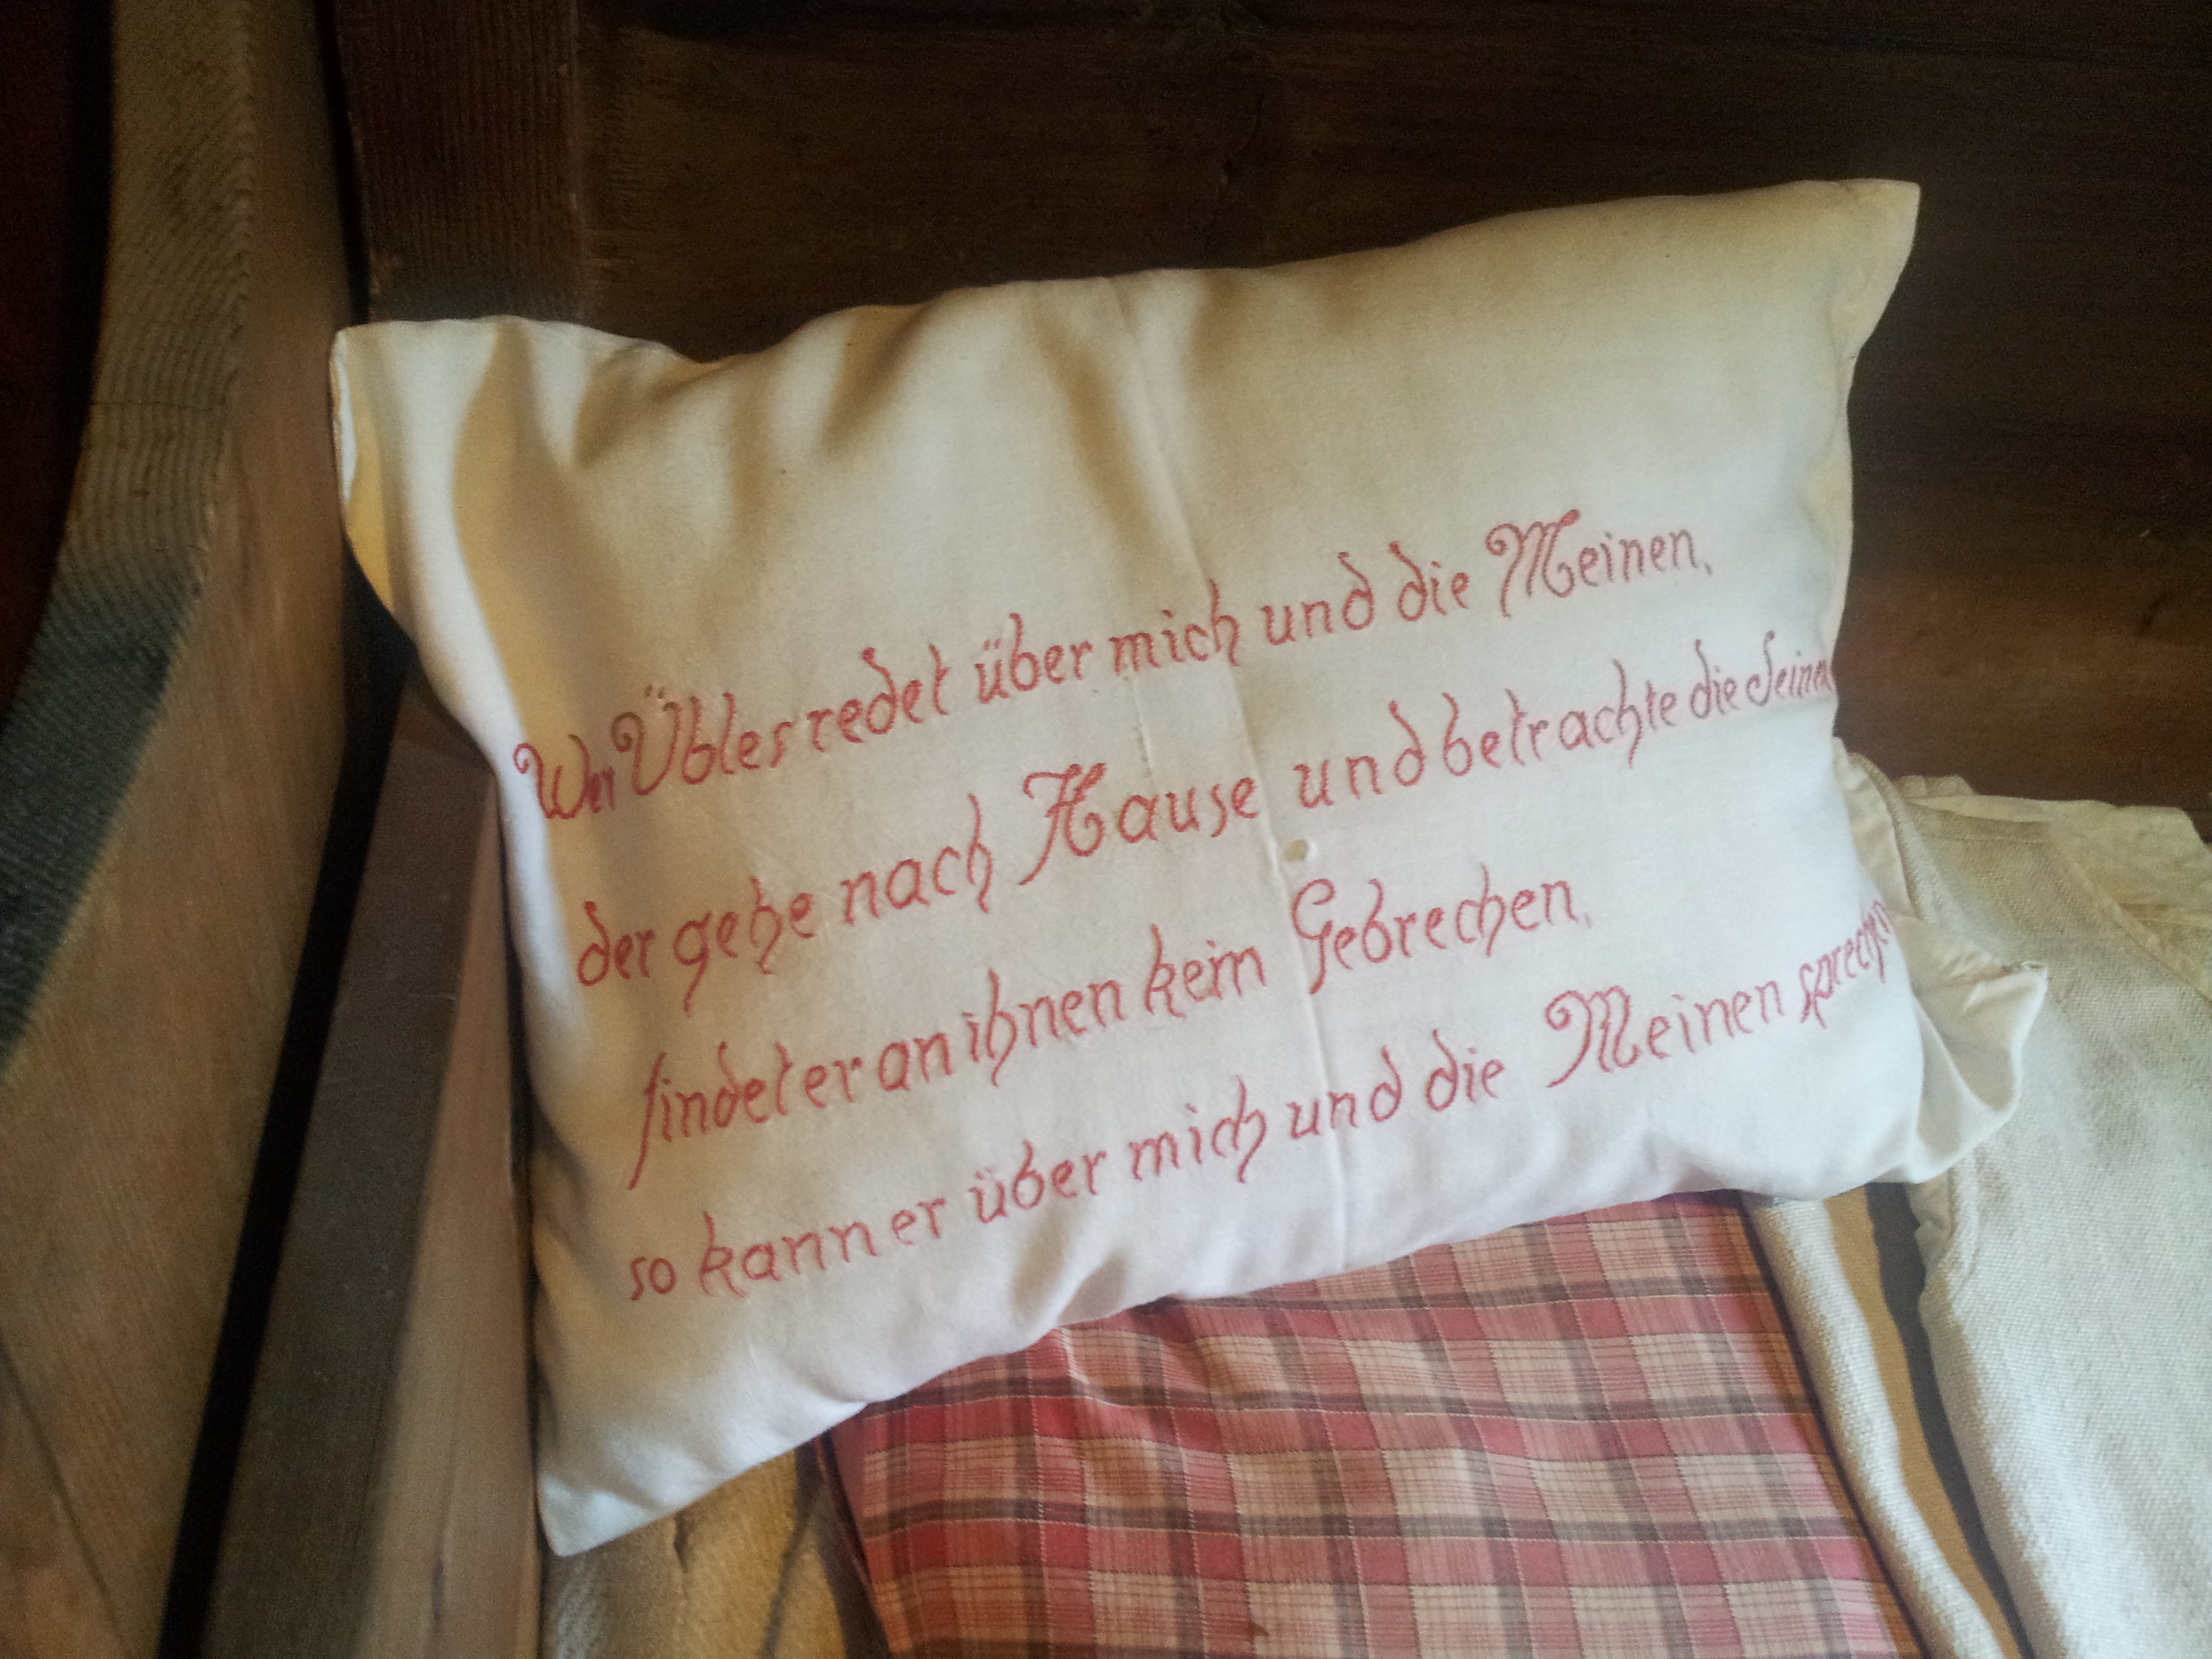 Wer Übles redet über mich und die Meinen,
der gehe nach Hause und betrachte die Seinen
findet er an ihnen kein Gebrechen,
so kann er über mich und die Meinen sprechen